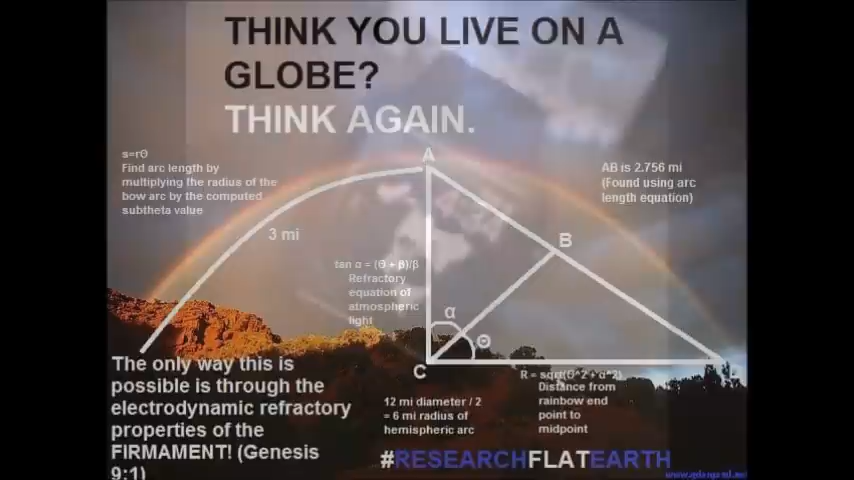 THINK YOU LIVE ON A
GLOBE?
THINK AGAIN.
s=rΘ
Find arc length by
multiplying the radius of the
bow arc by the computed
subtheta value
A
AB is 2.756 mi
(Found using arc
length equation)
3 mi
B
tan α = (Θ + β)/β
Refractory
equation of
atmospheric
light
α
Θ
The only way this is
possible is through the
electrodynamic refractory
properties of the
FIRMAMENT! (Genesis
9:1)
C
R = sqrt(Θ^2 + α^2)
Distance from
rainbow end
point to
midpoint
12 mi diameter / 2
= 6 mi radius of
hemispheric arc
#RESEARCHFLATEARTH